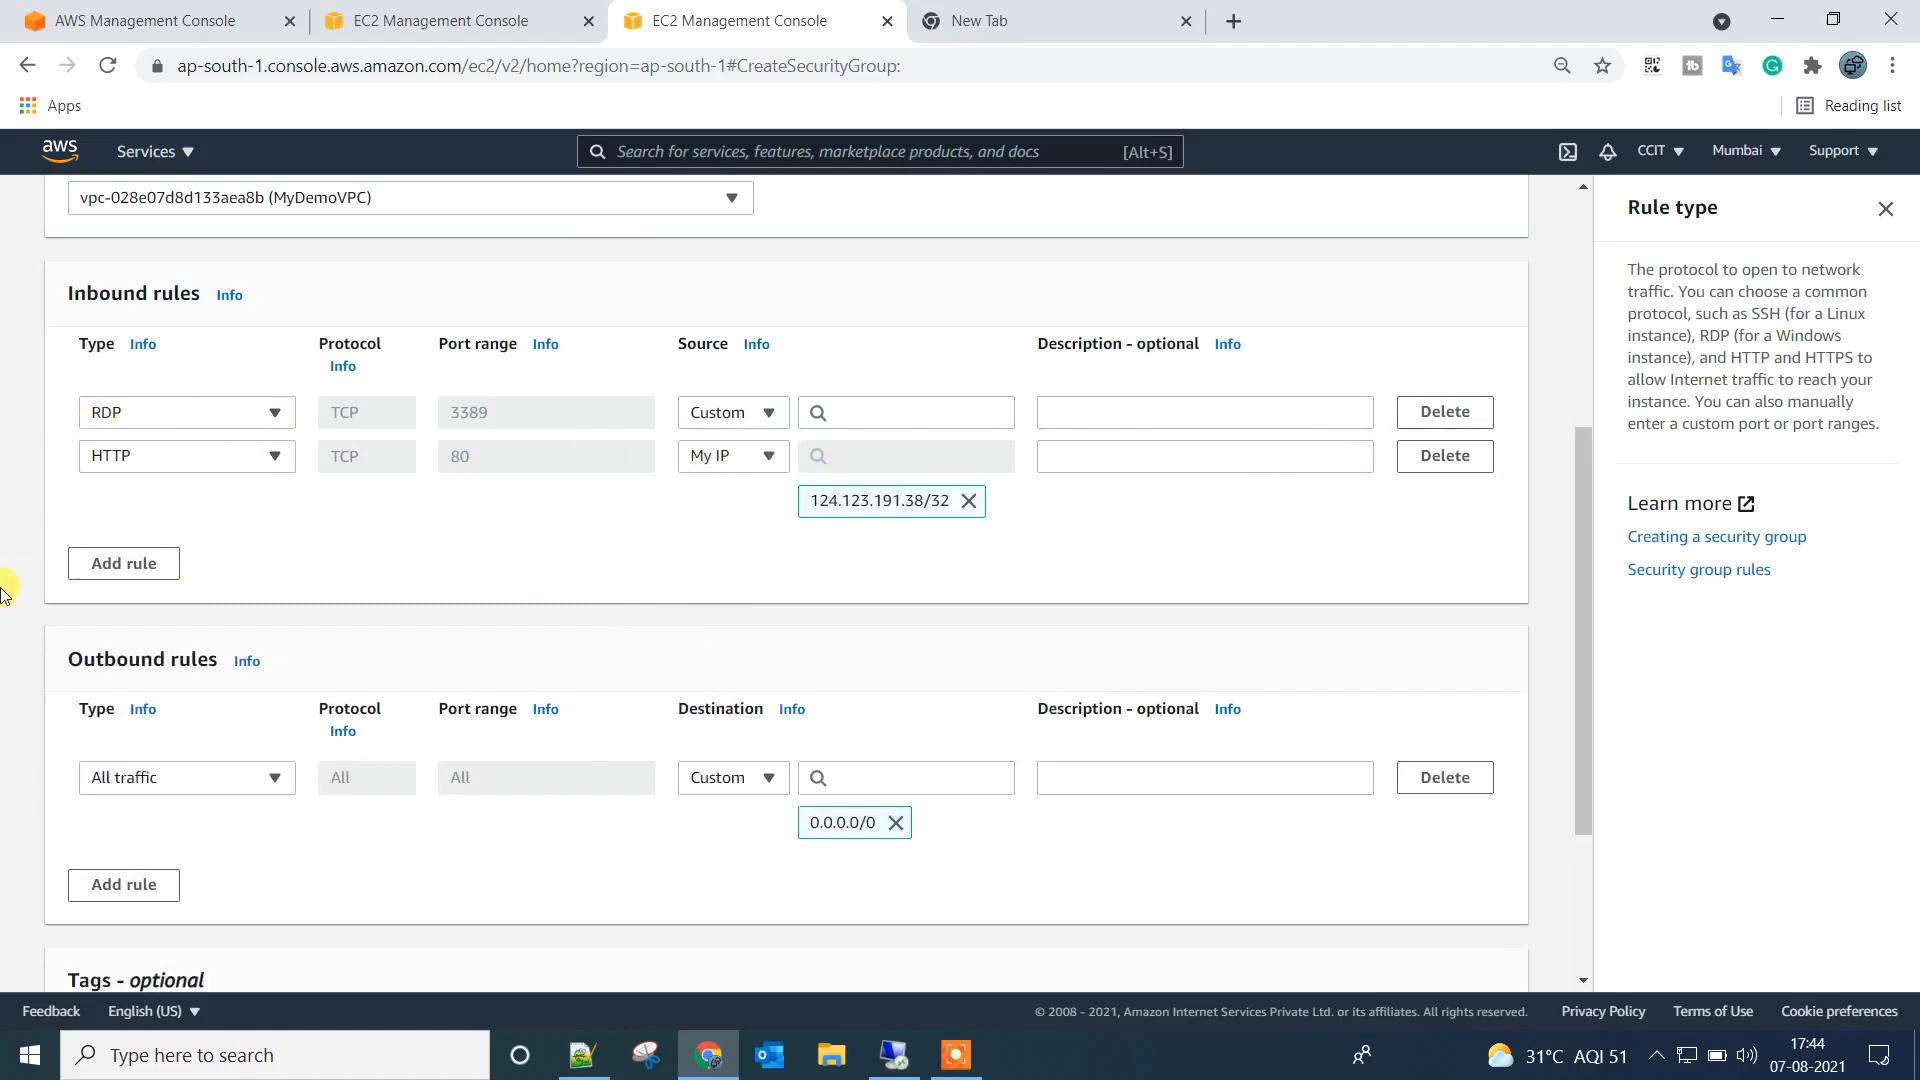 AWS Management Console
EC2 Management Console
EC2 Management Console
New Tab
ap-south-1.console.aws.amazon.com/ec2/v2/home?region=ap-south-1#CreateSecurityGroup:
Apps
Reading list
aws
Services
Search for services, features, marketplace products, and docs [Alt+S]
CCIT
Mumbai
Support
vpc-028e07d8d133aea8b (MyDemoVPC)
Inbound rules Info
Type Info
Protocol Info
Port range Info
Source Info
Description - optional Info
RDP TCP 3389 Custom Delete
HTTP TCP 80 My IP Delete
124.123.191.38/32
Add rule
Outbound rules Info
Type Info
Protocol Info
Port range Info
Destination Info
Description - optional Info
All traffic All All Custom Delete
0.0.0.0/0
Add rule
Tags - optional
Rule type
The protocol to open to network
traffic. You can choose a common
protocol, such as SSH (for a Linux
instance), RDP (for a Windows
instance), and HTTP and HTTPS to
allow Internet traffic to reach your
instance. You can also manually
enter a custom port or port ranges.
Learn more
Creating a security group
Security group rules
Feedback
English (US)
© 2008 - 2021, Amazon Internet Services Private Ltd. or its affiliates. All rights reserved.
Privacy Policy
Terms of Use
Cookie preferences
Type here to search
31°C AQI 51
17:44
07-08-2021